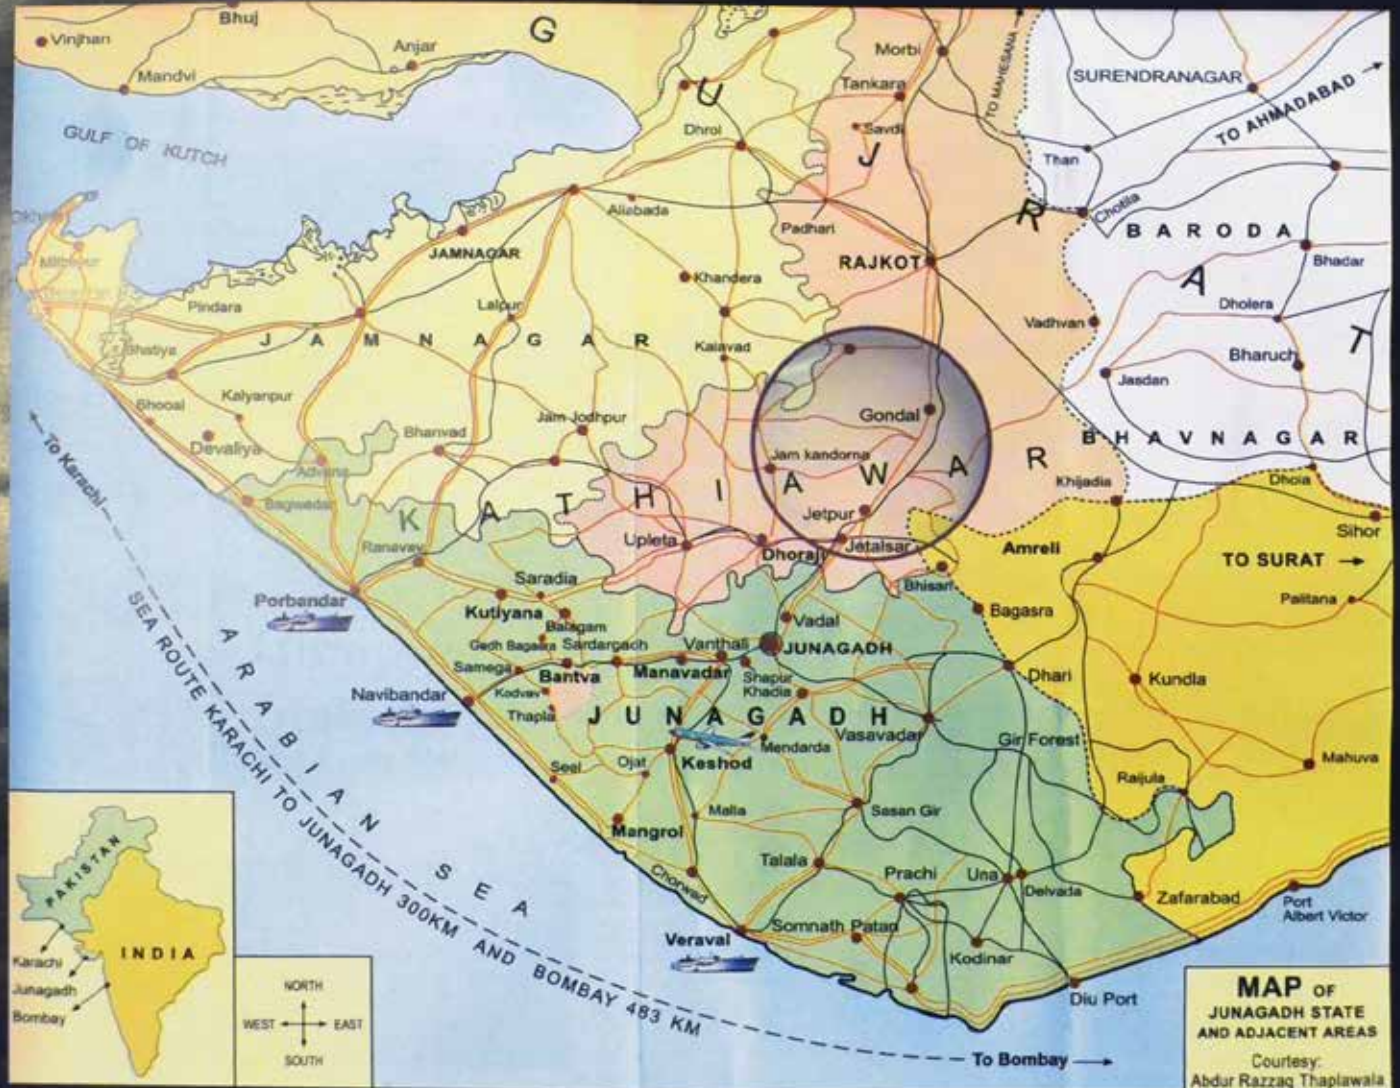 Bhuj
G
Vinjhan
Anjar
Mandvi
Morbi
TO MAHESANA
SURENDRANAGAR
Tankara
U
TO AHMADABAD
GULF OF KUTCH
Dhrol
Savdi
J
Than
Aliabada
Chotila
R
Padhari
BARODA
JAMNAGAR
RAJKOT
Bhadar
Khandera
A
Pindara
Lalpur
Dholera
Vadhvan
JAMNAGAR
Kalavad
T
Bhatiya
Bharuch
Jasdan
Kalyanpur
Bhooal
Jam Jodhpur
Gondal
Bhanvad
Devaliya
BHAVNAGAR
To Karachi
Advana
Jam kandorna
KATHIAWAR
Khijadia
Dhoia
Bagwadar
Jetpur
Sihor
Ranavav
Upleta
Dhoraji
Jetalsar
Amreli
TO SURAT
Bhisan
Saradia
Porbandar
Kutiyana
Bagasra
Palitana
Balagam
Vadal
Gedh Bagasra
Sardargadh
Vanthali
JUNAGADH
Samega
Bantva
Manavadar
Shapur
Dhari
Kundla
Navibandar
Kodvav
Khadia
Thapla
JUNAGADH
Vasavadar
Mendarda
Gir Forest
Keshod
Mahuva
Seel
Ojat
Raijula
ARABIAN SEA
SEA ROUTE KARACHI TO JUNAGADH 300KM AND BOMBAY 483 KM
Malia
Sasan Gir
Mangrol
Talala
Prachi
Una
Chorwad
Delvada
Zafarabad
Port
Albert Victor
Somnath Patan
Veraval
Kodinar
Diu Port
To Bombay
PAKISTAN
INDIA
Karachi
Junagadh
Bombay
NORTH
WEST
EAST
SOUTH
MAP OF
JUNAGADH STATE
AND ADJACENT AREAS
Courtesy:
Abdur Razzaq Thaplawala